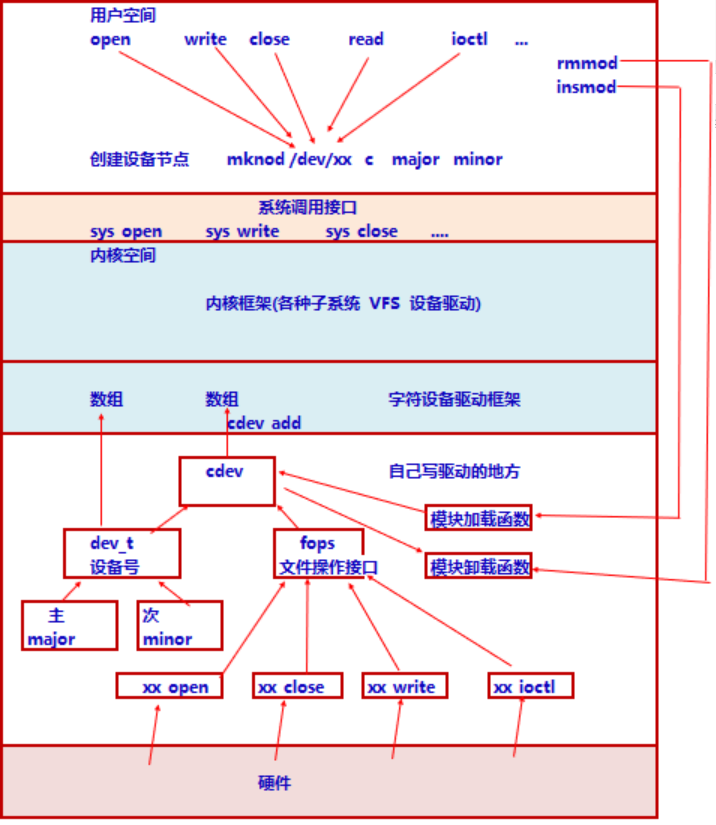 用户空间
open write close read ioctl ...
rmmod
insmod
创建设备节点 mknod /dev/xx c major minor
系统调用接口
sys open sys write sys close ....
内核空间
内核框架(各种子系统 VFS 设备驱动)
数组 数组 字符设备驱动框架
cdev add
cdev 自己写驱动的地方
模块加载函数
dev_t fops
设备号 文件操作接口 模块卸载函数
主 次
major minor
xx open xx close xx write xx ioctl
硬件